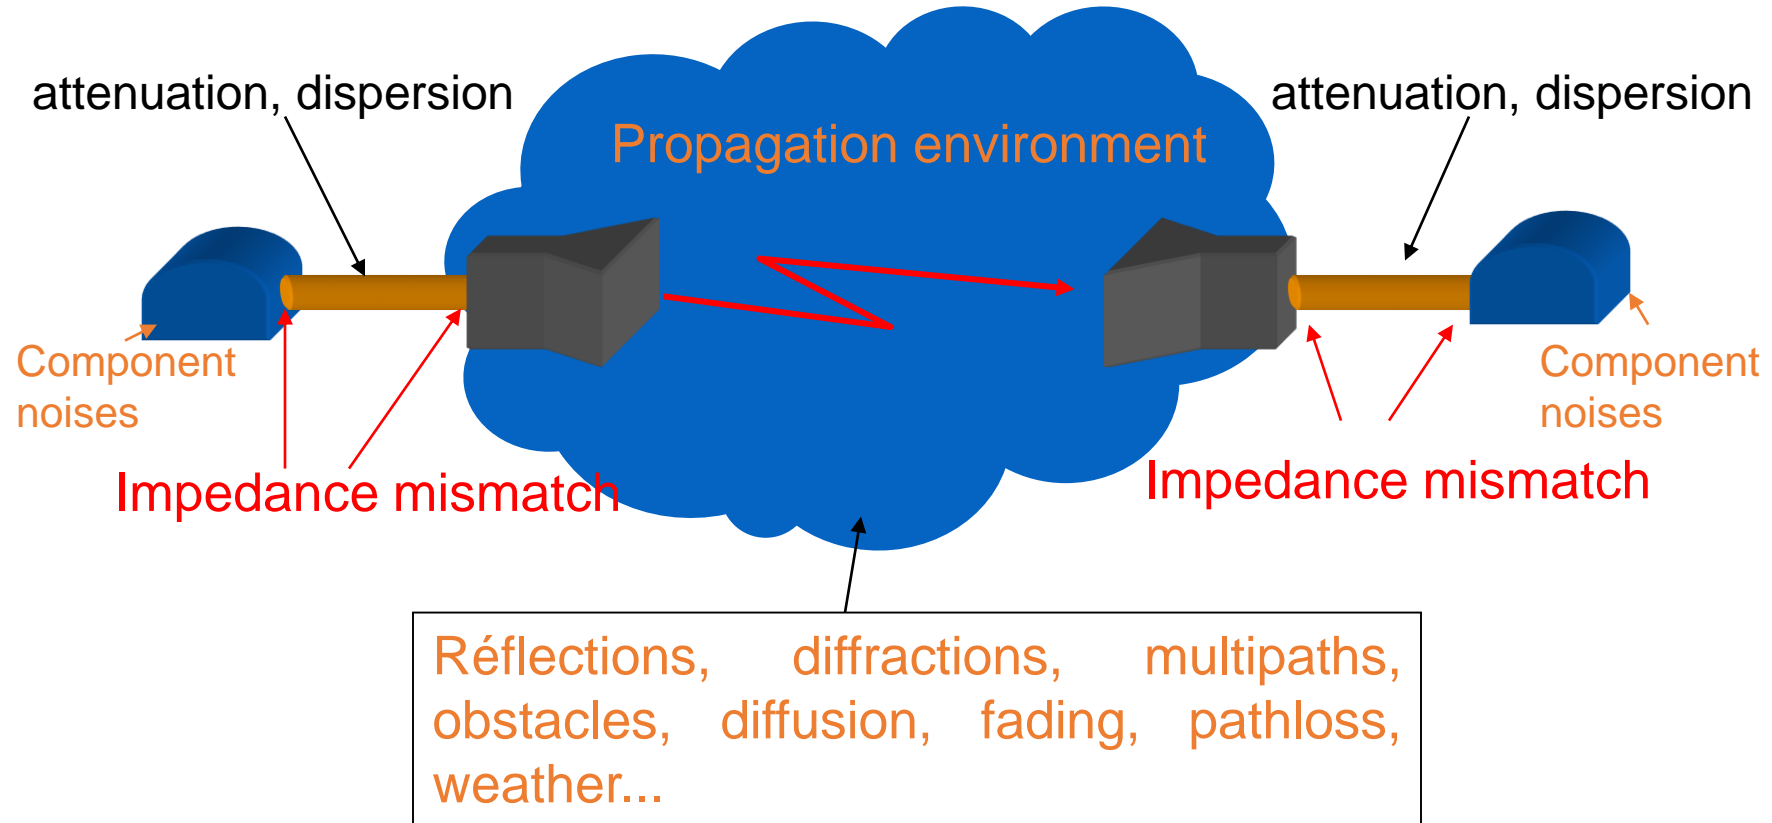 attenuation, dispersion
attenuation, dispersion
Propagation environment
Component
noises
Component
noises
Impedance mismatch
Impedance mismatch
Réflections, diffractions, multipaths,
obstacles, diffusion, fading, pathloss,
weather...